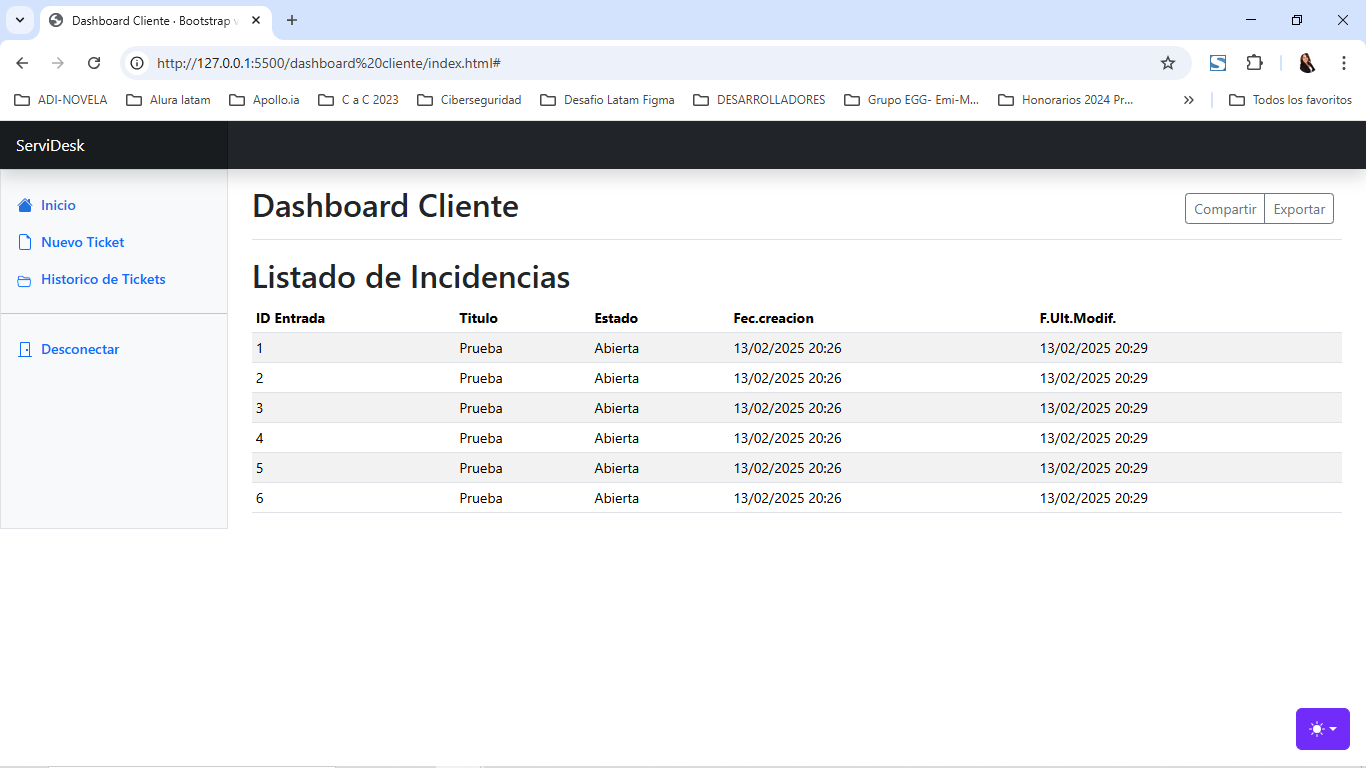 Dashboard Cliente · Bootstrap v
http://127.0.0.1:5500/dashboard%20cliente/index.html#
ADI-NOVELA Alura latam Apollo.ia C a C 2023 Ciberseguridad Desafio Latam Figma DESARROLLADORES Grupo EGG- Emi-M... Honorarios 2024 Pr... » Todos los favoritos
ServiDesk
Inicio
Nuevo Ticket
Historico de Tickets
Desconectar
Dashboard Cliente
Compartir Exportar
Listado de Incidencias
ID Entrada Titulo Estado Fec.creacion F.Ult.Modif.
1 Prueba Abierta 13/02/2025 20:26 13/02/2025 20:29
2 Prueba Abierta 13/02/2025 20:26 13/02/2025 20:29
3 Prueba Abierta 13/02/2025 20:26 13/02/2025 20:29
4 Prueba Abierta 13/02/2025 20:26 13/02/2025 20:29
5 Prueba Abierta 13/02/2025 20:26 13/02/2025 20:29
6 Prueba Abierta 13/02/2025 20:26 13/02/2025 20:29